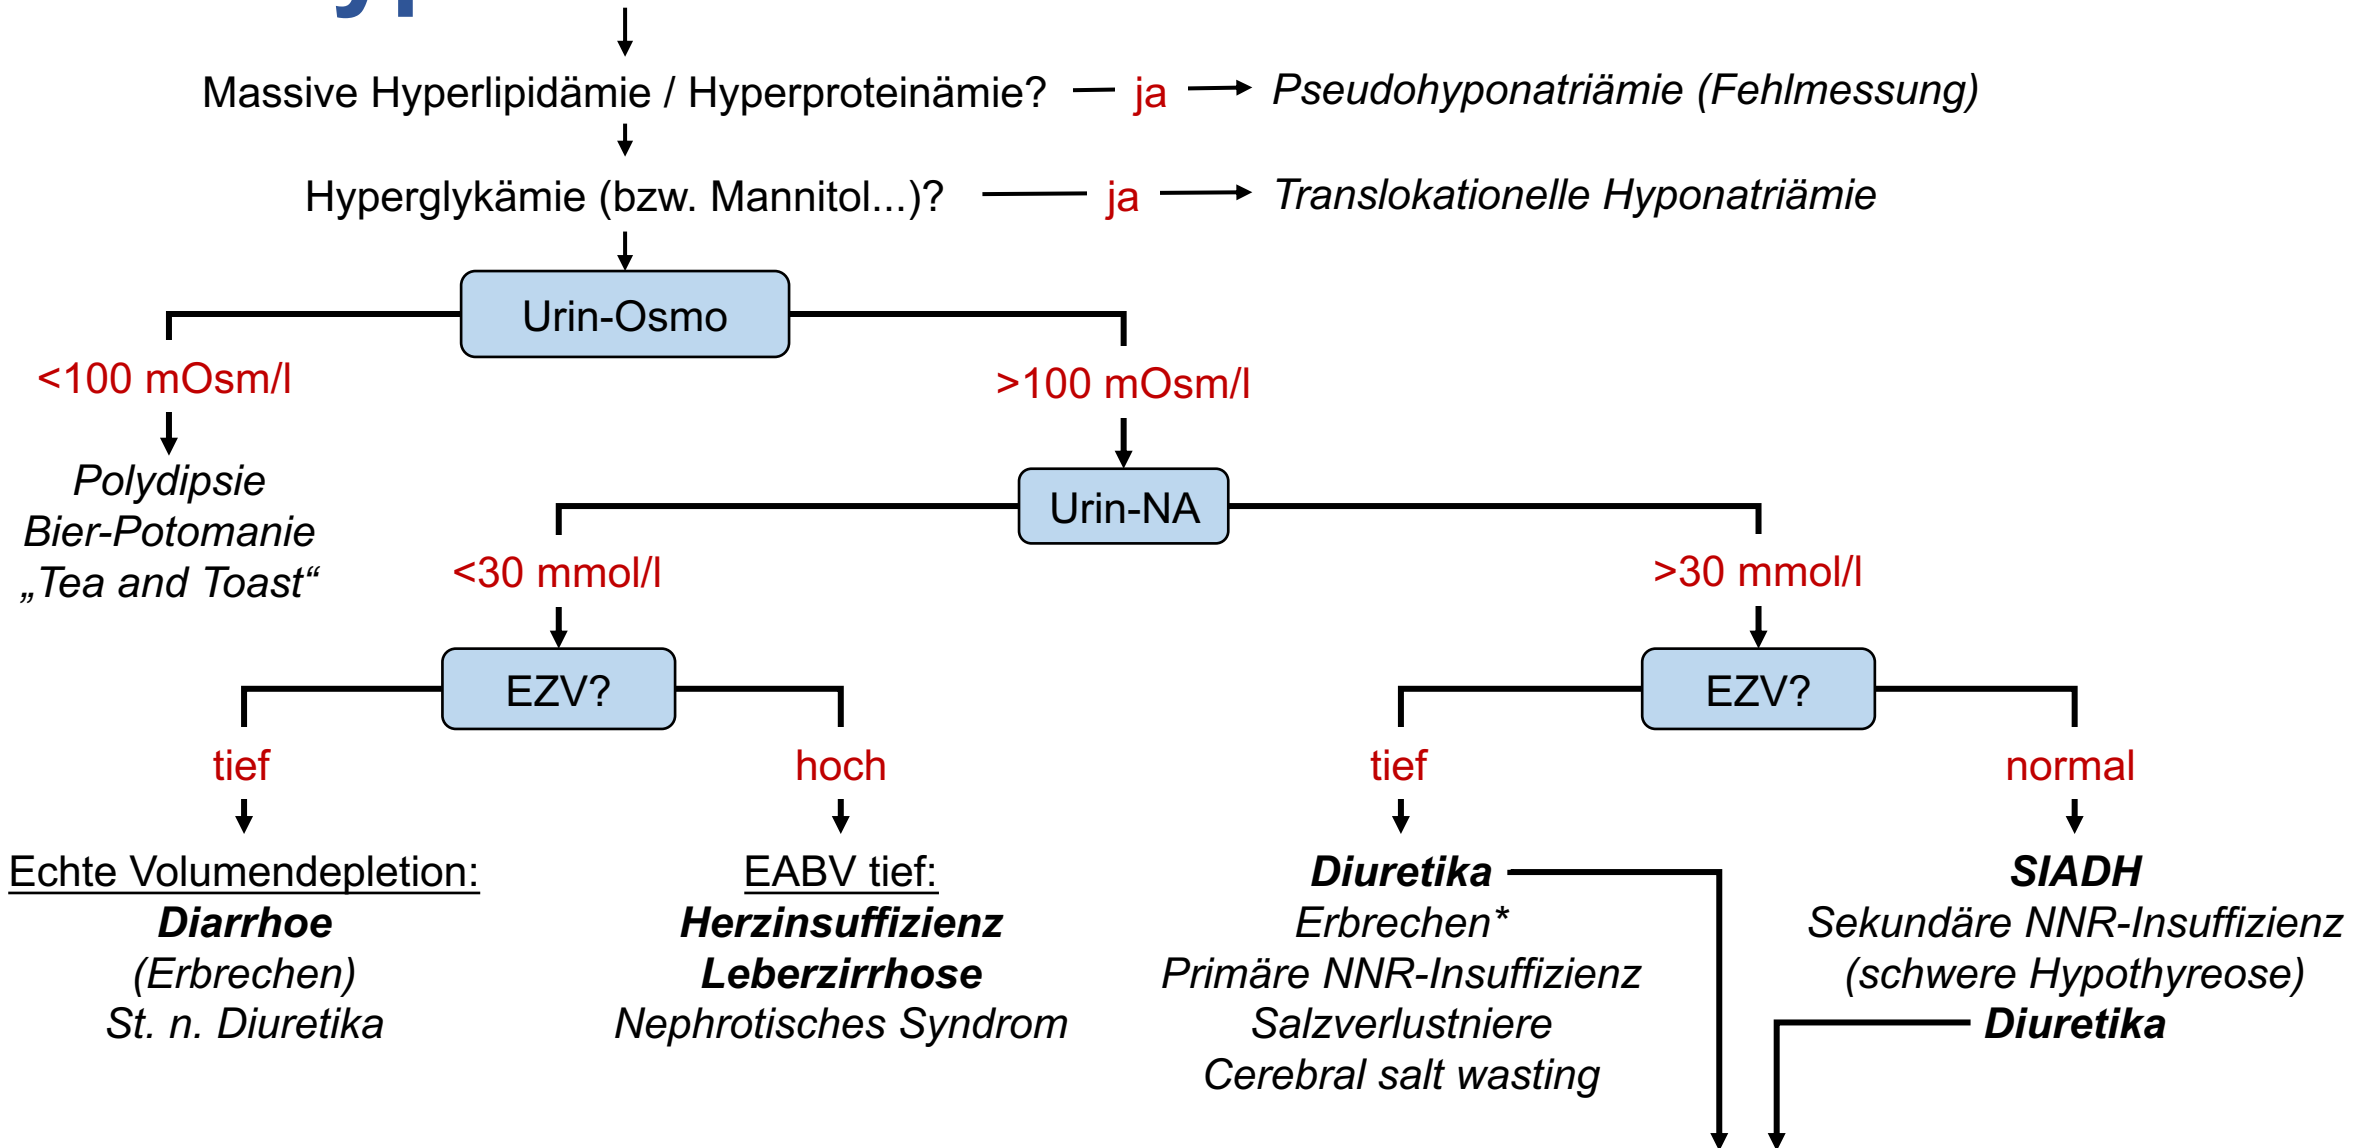 Massive Hyperlipidämie / Hyperproteinämie? ja Pseudohyponatriämie (Fehlmessung)
Hyperglykämie (bzw. Mannitol...)? ja Translokationelle Hyponatriämie
Urin-Osmo
<100 mOsm/l
>100 mOsm/l
Polydipsie
Bier-Potomanie
„Tea and Toast“
Urin-NA
<30 mmol/l
>30 mmol/l
EZV?
EZV?
tief
hoch
tief
normal
Echte Volumendepletion:
Diarrhoe
(Erbrechen)
St. n. Diuretika
EABV tief:
Herzinsuffizienz
Leberzirrhose
Nephrotisches Syndrom
Diuretika
Erbrechen*
Primäre NNR-Insuffizienz
Salzverlustniere
Cerebral salt wasting
SIADH
Sekundäre NNR-Insuffizienz
(schwere Hypothyreose)
Diuretika